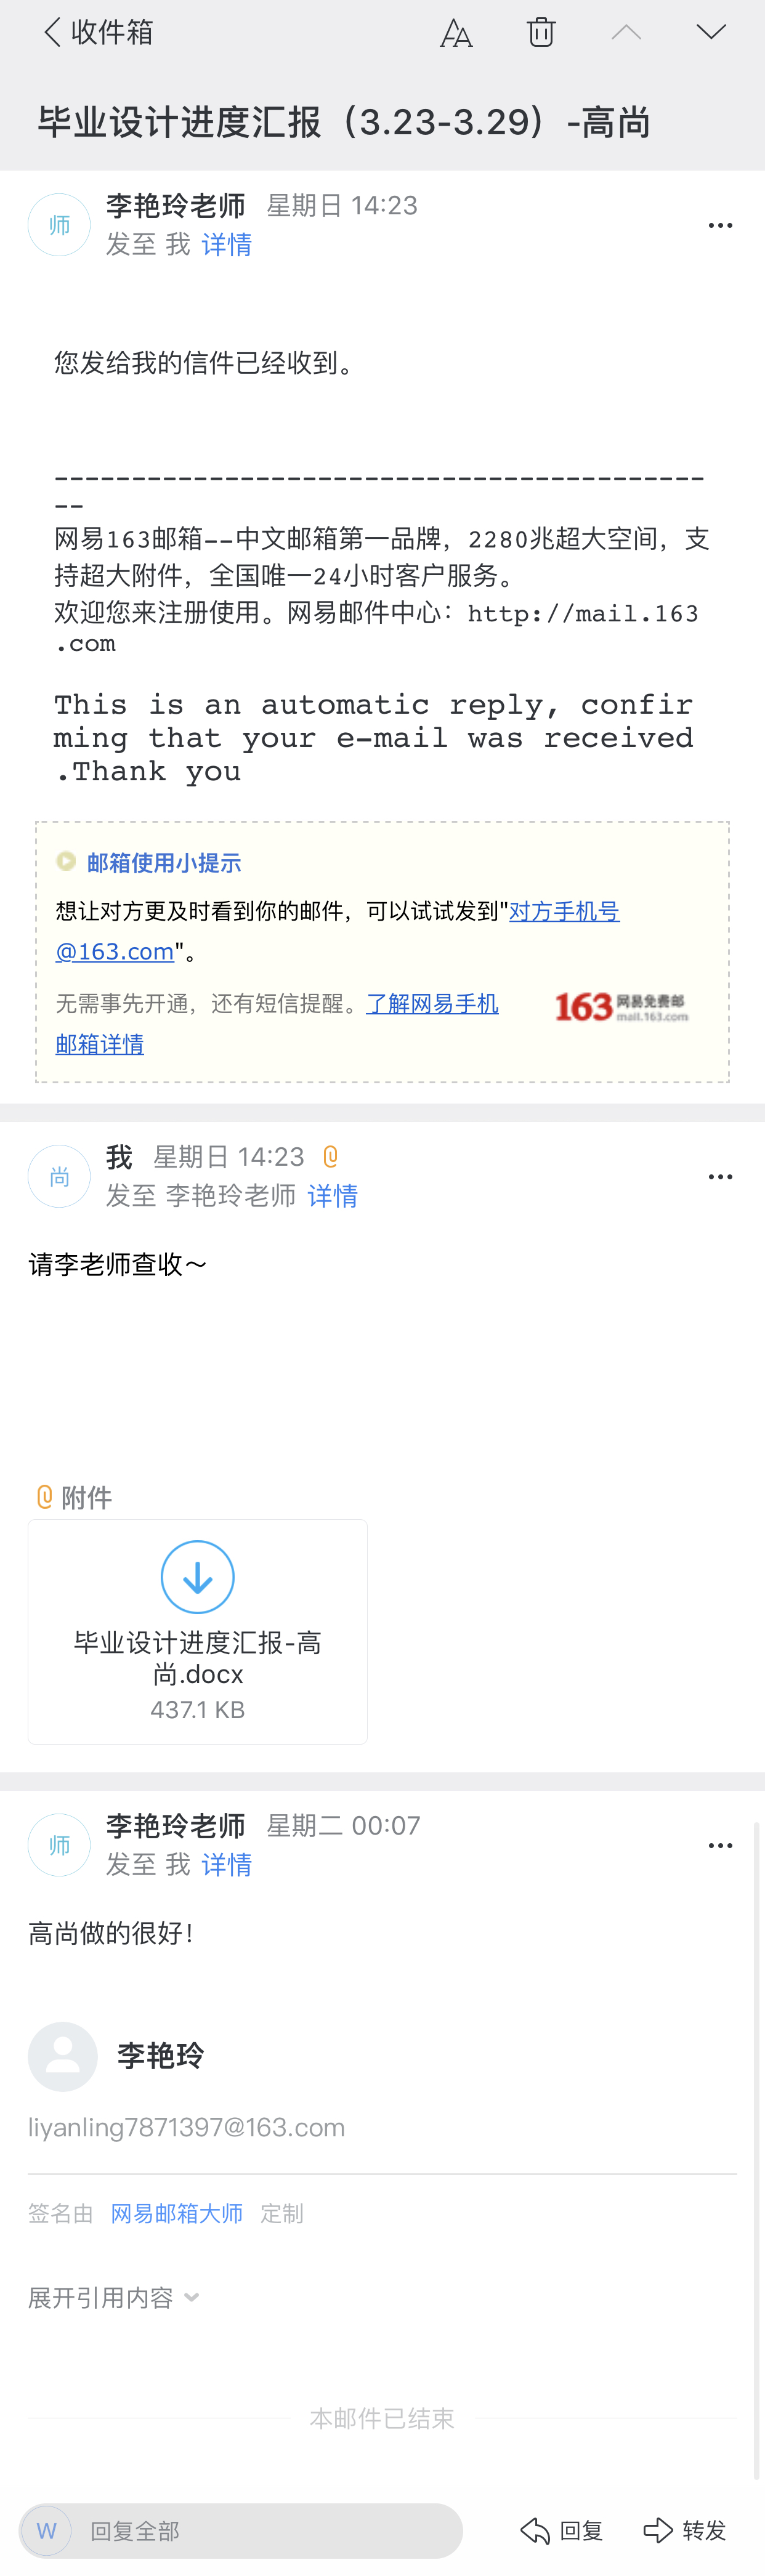 收件箱
毕业设计进度汇报（3.23-3.29）-高尚
师
李艳玲老师 星期日 14:23
发至 我 详情
您发给我的信件已经收到。
------------------------------------------
--
网易163邮箱--中文邮箱第一品牌，2280兆超大空间，支
持超大附件，全国唯一24小时客户服务。
欢迎您来注册使用。网易邮件中心：http://mail.163
.com
This is an automatic reply, confir
ming that your e-mail was received
.Thank you
邮箱使用小提示
想让对方更及时看到你的邮件，可以试试发到"对方手机号
@163.com"。
无需事先开通，还有短信提醒。了解网易手机
邮箱详情
163 网易免费邮
mail.163.com
尚
我 星期日 14:23
发至 李艳玲老师 详情
请李老师查收～
附件
毕业设计进度汇报-高
尚.docx
437.1 KB
师
李艳玲老师 星期二 00:07
发至 我 详情
高尚做的很好！
李艳玲
liyanling7871397@163.com
签名由 网易邮箱大师 定制
展开引用内容
本邮件已结束
W 回复全部 回复 转发